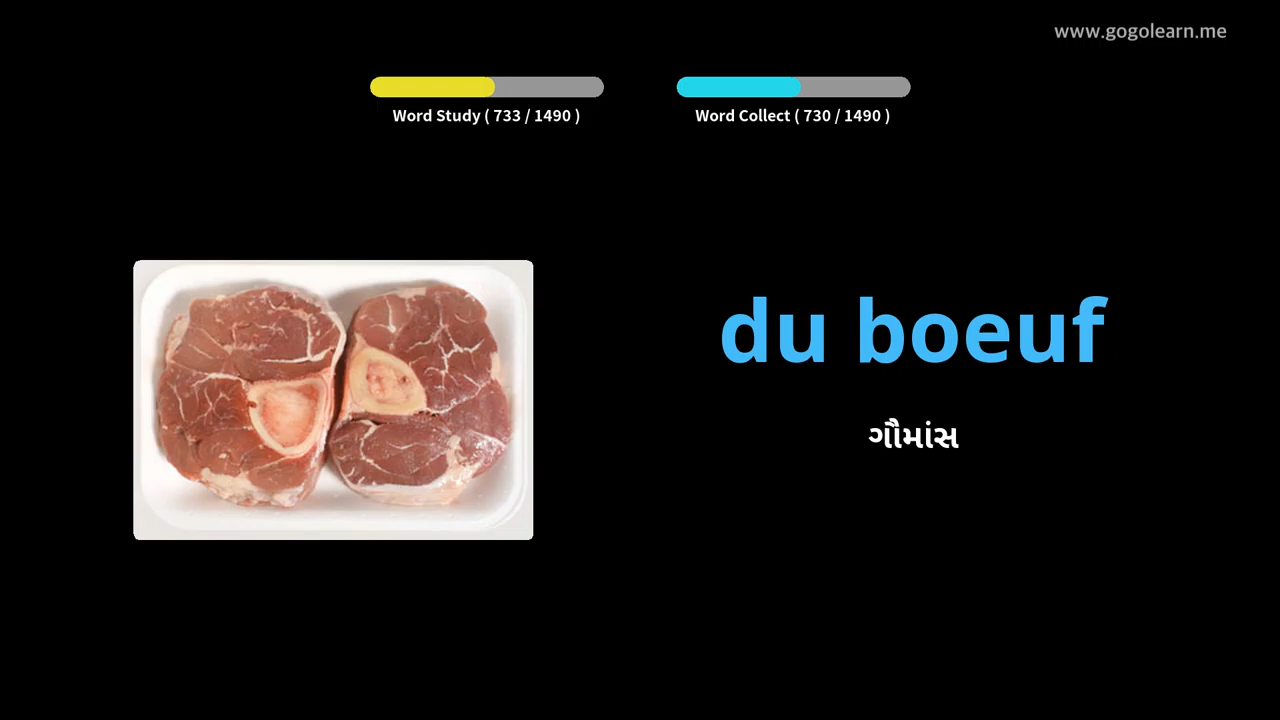 www.gogolearn.me
Word Study ( 733 / 1490 )
Word Collect ( 730 / 1490 )
du boeuf
ગૌમાંસ